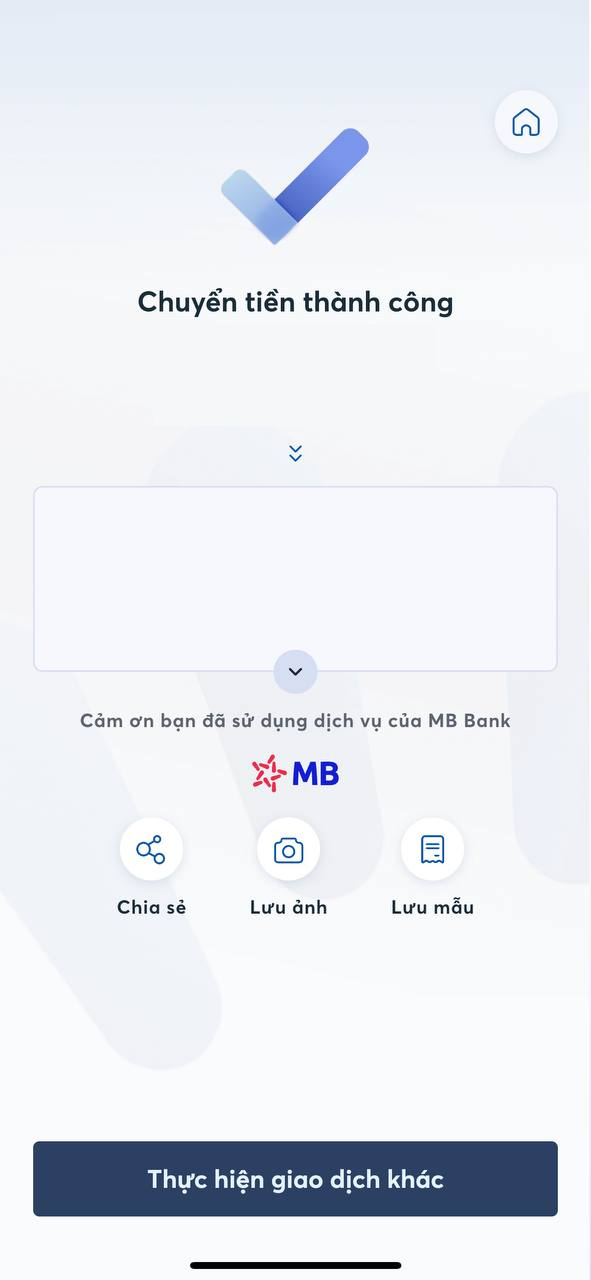 Chuyển tiền thành công
Cảm ơn bạn đã sử dụng dịch vụ của MB Bank
MB
Chia sẻ
Lưu ảnh
Lưu mẫu
Thực hiện giao dịch khác